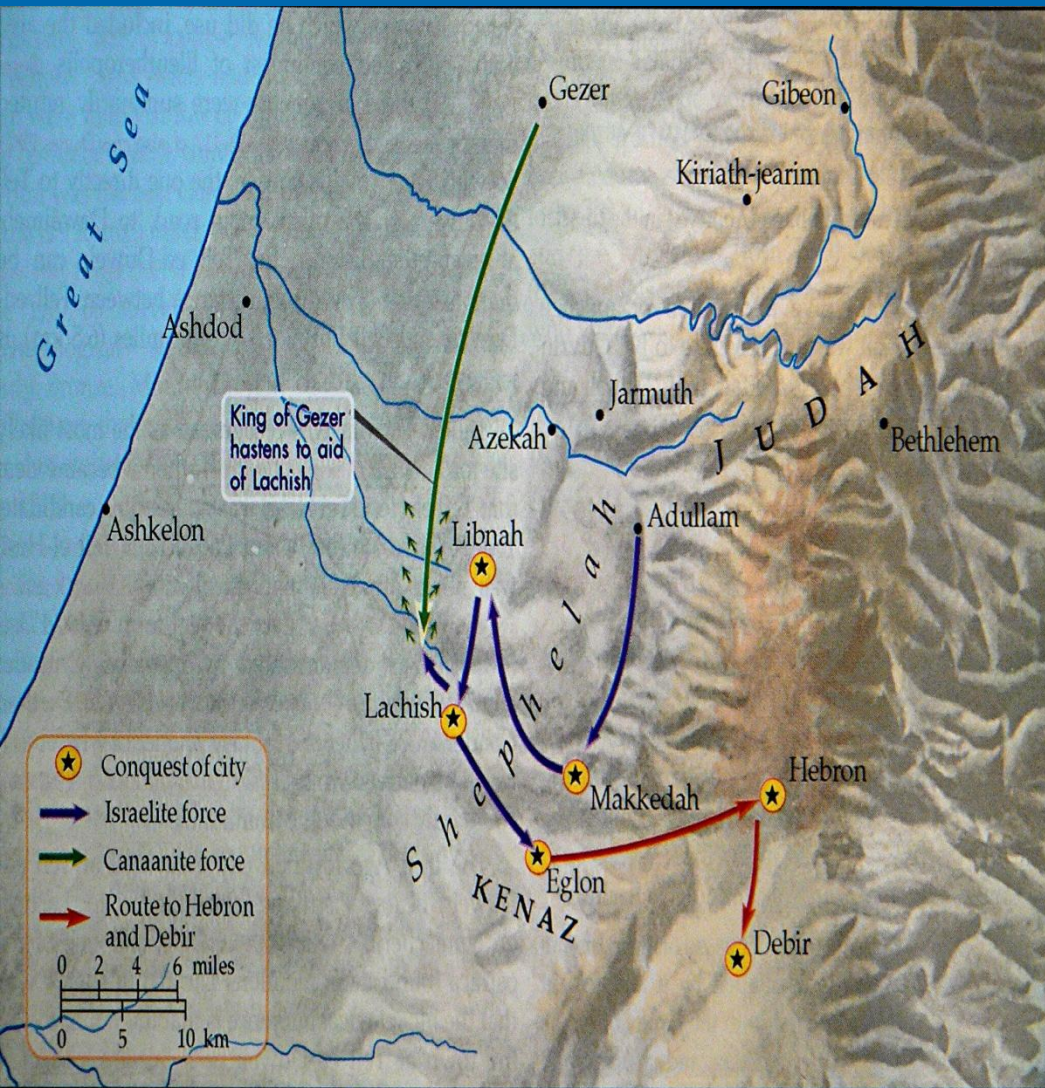 Great Sea
Gezer
Gibeon
Kiriath-jearim
Ashdod
Jarmuth
Azekah
JUDAH
Bethlehem
King of Gezer
hastens to aid
of Lachish
Ashkelon
Libnah
Adullam
Shephelah
Lachish
Makkedah
Hebron
Eglon
KENAZ
Debir
Conquest of city
Israelite force
Canaanite force
Route to Hebron
and Debir
0 2 4 6 miles
0 5 10 km